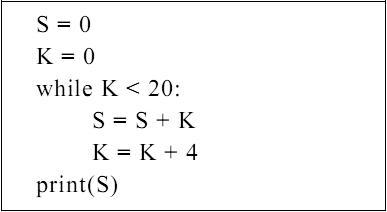 S = 0
K = 0
while K < 20:
S = S + K
K = K + 4
print(S)